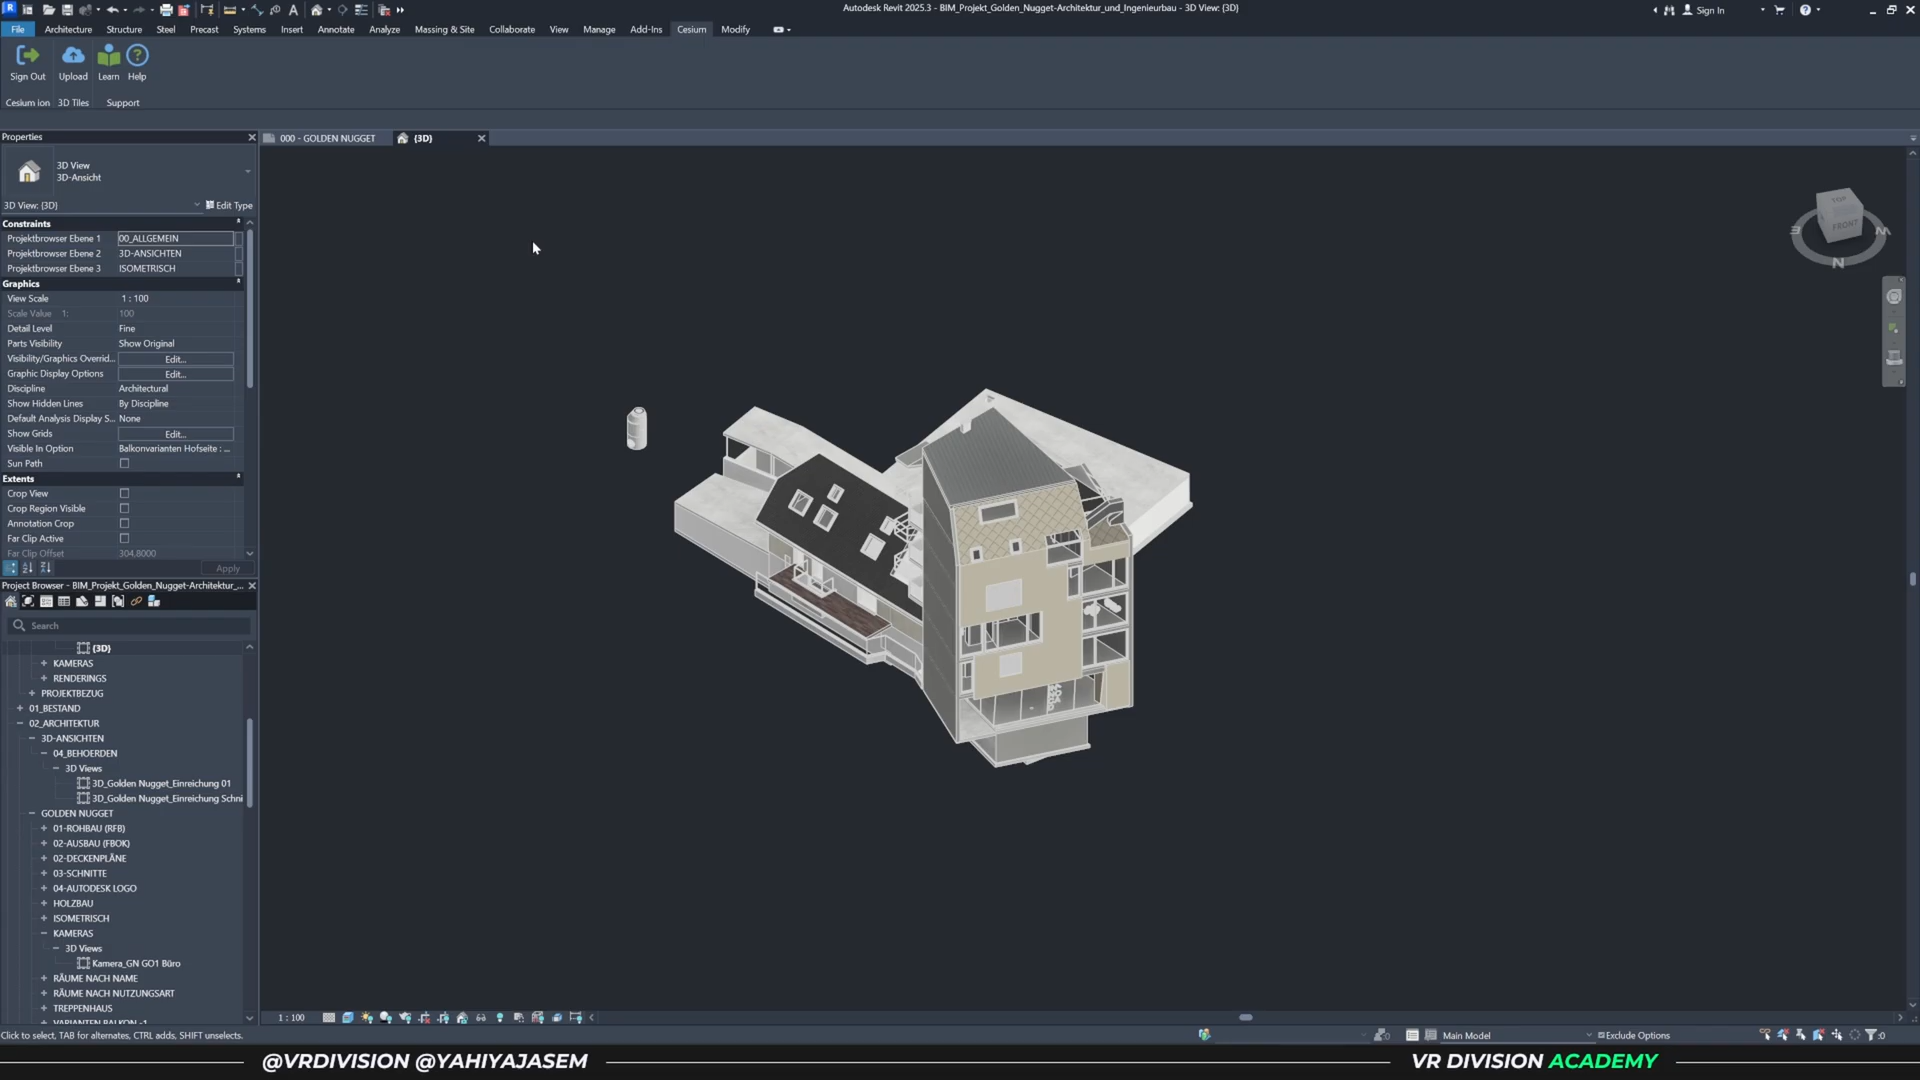 Autodesk Revit 2025.3 - BIM_Projekt_Golden_Nugget-Architektur_und_Ingenieurbau - 3D View: {3D}
Sign In
File Architecture Structure Steel Precast Systems Insert Annotate Analyze Massing & Site Collaborate View Manage Add-Ins Cesium Modify
Sign Out Upload Learn Help
Cesium ion 3D Tiles Support
Properties
000 - GOLDEN NUGGET
{3D}
3D View
3D-Ansicht
3D View: {3D}
Edit Type
Constraints
Projektbrowser Ebene 1 00_ALLGEMEIN
Projektbrowser Ebene 2 3D-ANSICHTEN
Projektbrowser Ebene 3 ISOMETRISCH
Graphics
View Scale 1 : 100
Scale Value 1: 100
Detail Level Fine
Parts Visibility Show Original
Visibility/Graphics Overrid... Edit...
Graphic Display Options Edit...
Discipline Architectural
Show Hidden Lines By Discipline
Default Analysis Display S... None
Show Grids Edit...
Visible In Option Balkonvarianten Hofseite : ...
Sun Path
Extents
Crop View
Crop Region Visible
Annotation Crop
Far Clip Active
Far Clip Offset 304.8000
Apply
Project Browser - BIM_Projekt_Golden_Nugget-Architektur_...
Search
{3D}
KAMERAS
RENDERINGS
PROJEKTBEZUG
01_BESTAND
02_ARCHITEKTUR
3D-ANSICHTEN
04_BEHOERDEN
3D Views
3D_Golden Nugget_Einreichung 01
3D_Golden Nugget_Einreichung Schni
GOLDEN NUGGET
01-ROHBAU (RFB)
02-AUSBAU (FBOK)
02-DECKENPLÄNE
03-SCHNITTE
04-AUTODESK LOGO
HOLZBAU
ISOMETRISCH
KAMERAS
3D Views
Kamera_GN GO1 Büro
RÄUME NACH NAME
RÄUME NACH NUTZUNGSART
TREPPENHAUS
VARIANTEN BALKON -1
TOP
FRONT
N
1 : 100
Click to select, TAB for alternates, CTRL adds, SHIFT unselects.
Main Model
Exclude Options
:0
@VRDIVISION @YAHIYAJASEM
VR DIVISION ACADEMY